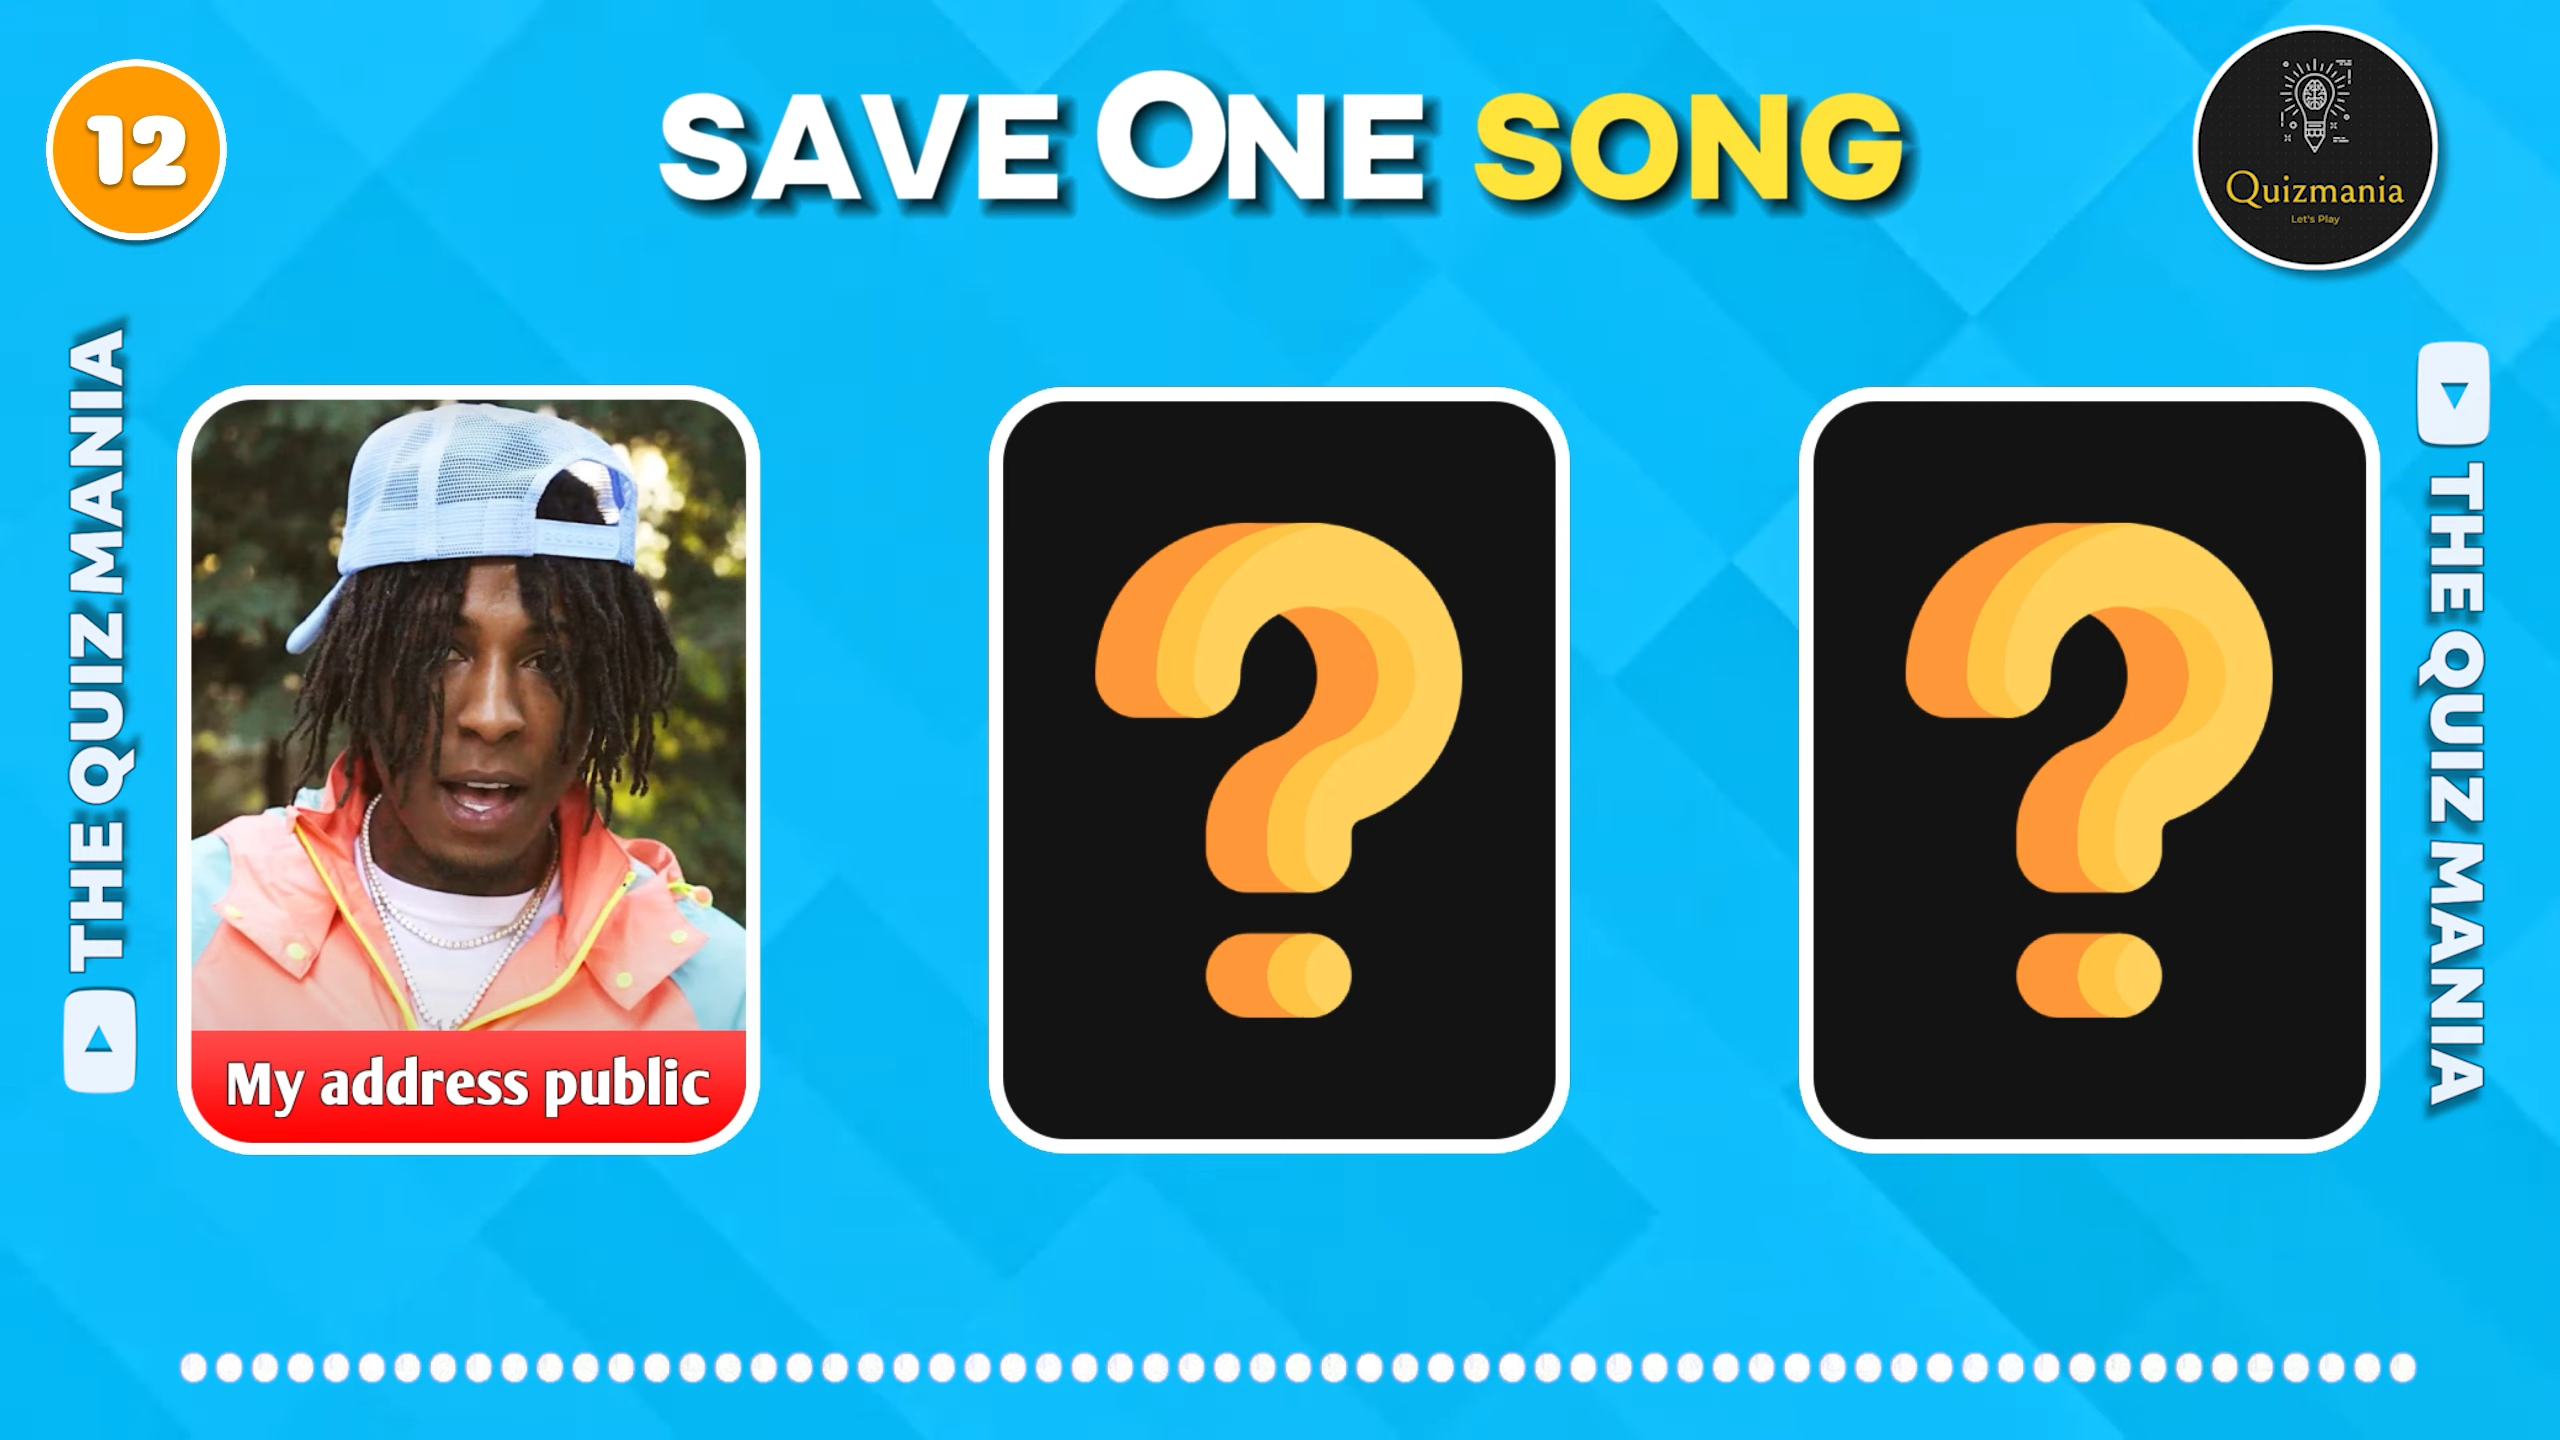 12
SAVE ONE SONG
Quizmania
Let's Play
THE QUIZ MANIA
My address public
THE QUIZ MANIA